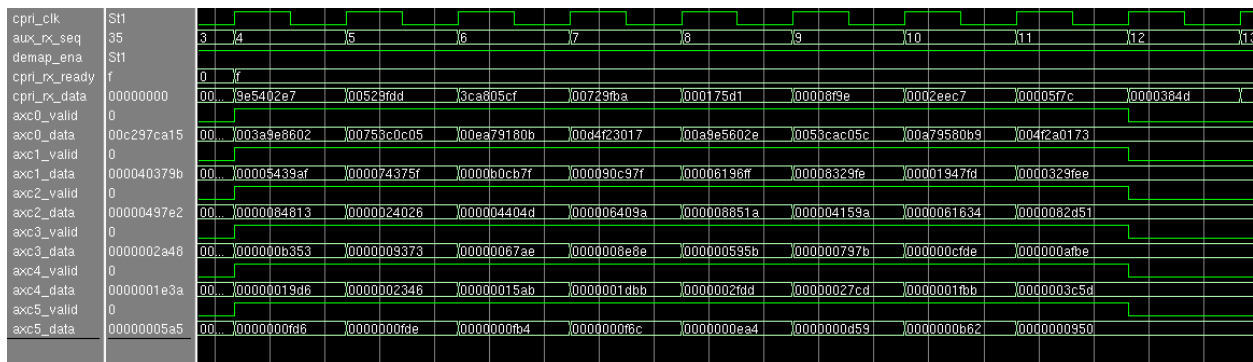 cpri_clk St1
aux_rx_seq 35 3 4 5 6 7 8 9 10 11 12 13
demap_ena St1
cpri_rx_ready f 0 f
cpri_rx_data 00000000 00... 9e5402e7 00529fdd 3ca805cf 00729fba 000175d1 00008f9e 0002eec7 00005f7c 0000384d
axc0_valid 0
axc0_data 00c297ca15 00... 003a9e8602 00753c0c05 00ea79180b 00d4f23017 00a9e5602e 0053cac05c 00a79580b9 004f2a0173
axc1_valid 0
axc1_data 000040379b 00... 00005439af 000074375f 0000b0cb7f 000090c97f 00006196ff 00008329fe 00001947fd 0000329fee
axc2_valid 0
axc2_data 00000497e2 00... 0000084813 0000024026 000004404d 000006409a 000008851a 000004159a 0000061634 0000082d51
axc3_valid 0
axc3_data 0000002a48 00... 000000b353 0000009373 00000067ae 0000008e8e 000000595b 000000797b 000000cfde 000000afbe
axc4_valid 0
axc4_data 0000001e3a 00... 00000019d6 0000002346 00000015ab 0000001dbb 0000002fdd 00000027cd 0000001fbb 0000003c5d
axc5_valid 0
axc5_data 00000005a5 00... 0000000fd6 0000000fde 0000000fb4 0000000f6c 0000000ea4 0000000d59 0000000b62 0000000950